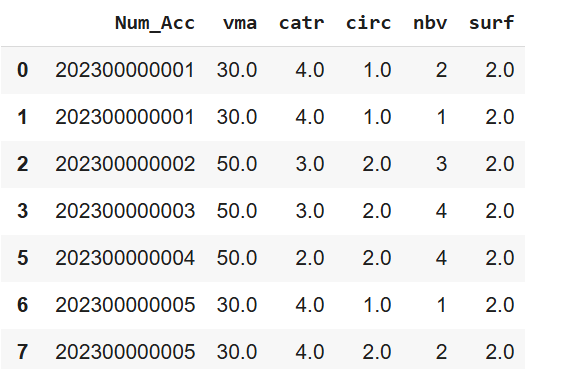 Num_Acc vma catr circ nbv surf
0 202300000001 30.0 4.0 1.0 2 2.0
1 202300000001 30.0 4.0 1.0 1 2.0
2 202300000002 50.0 3.0 2.0 3 2.0
3 202300000003 50.0 3.0 2.0 4 2.0
5 202300000004 50.0 2.0 2.0 4 2.0
6 202300000005 30.0 4.0 1.0 1 2.0
7 202300000005 30.0 4.0 2.0 2 2.0